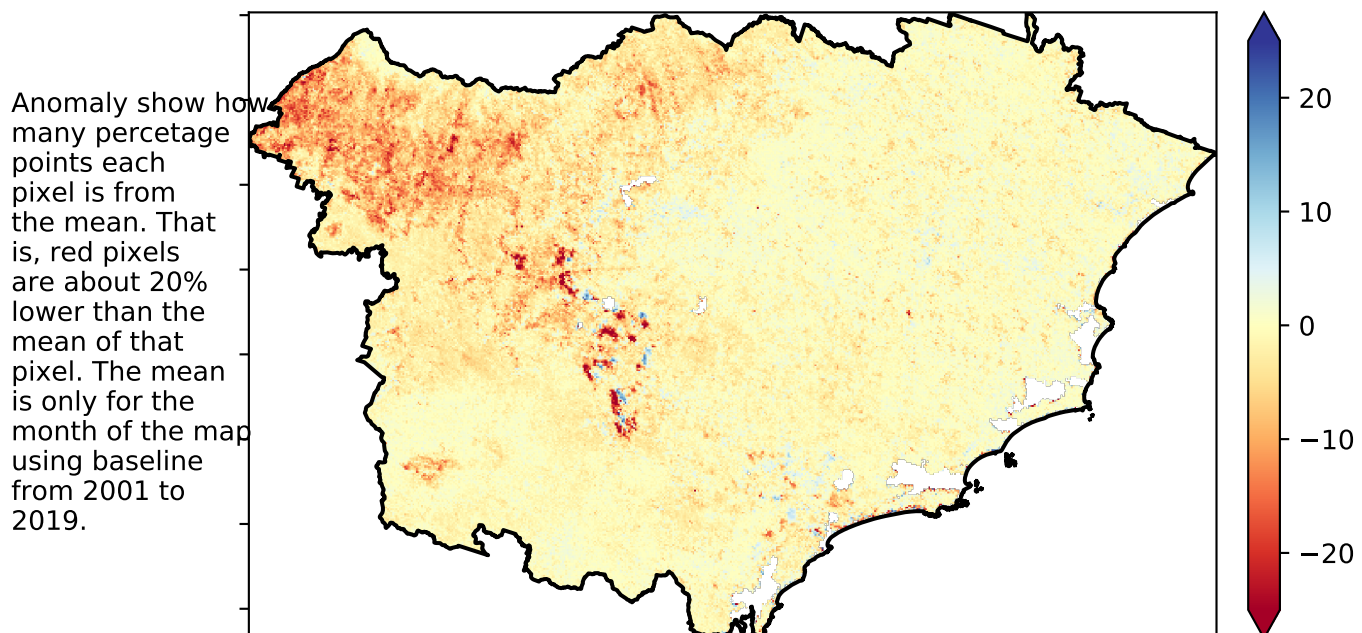 Anomaly show how
many percetage
points each
pixel is from
the mean. That
is, red pixels
are about 20%
lower than the
mean of that
pixel. The mean
is only for the
month of the map
using baseline
from 2001 to
2019.
20
10
0
−10
−20